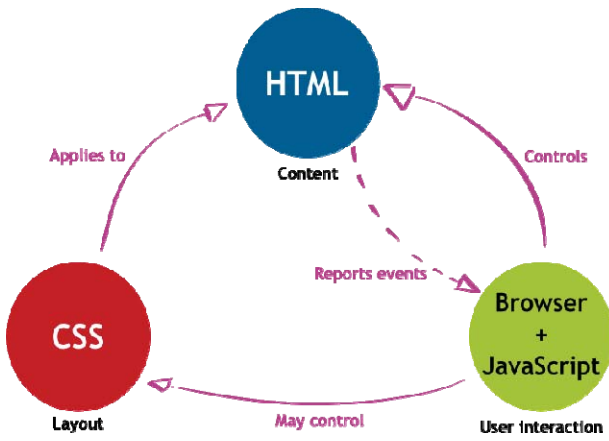 HTML
Content
Applies to
Controls
Reports events
CSS
Layout
Browser
+
JavaScript
User interaction
May control